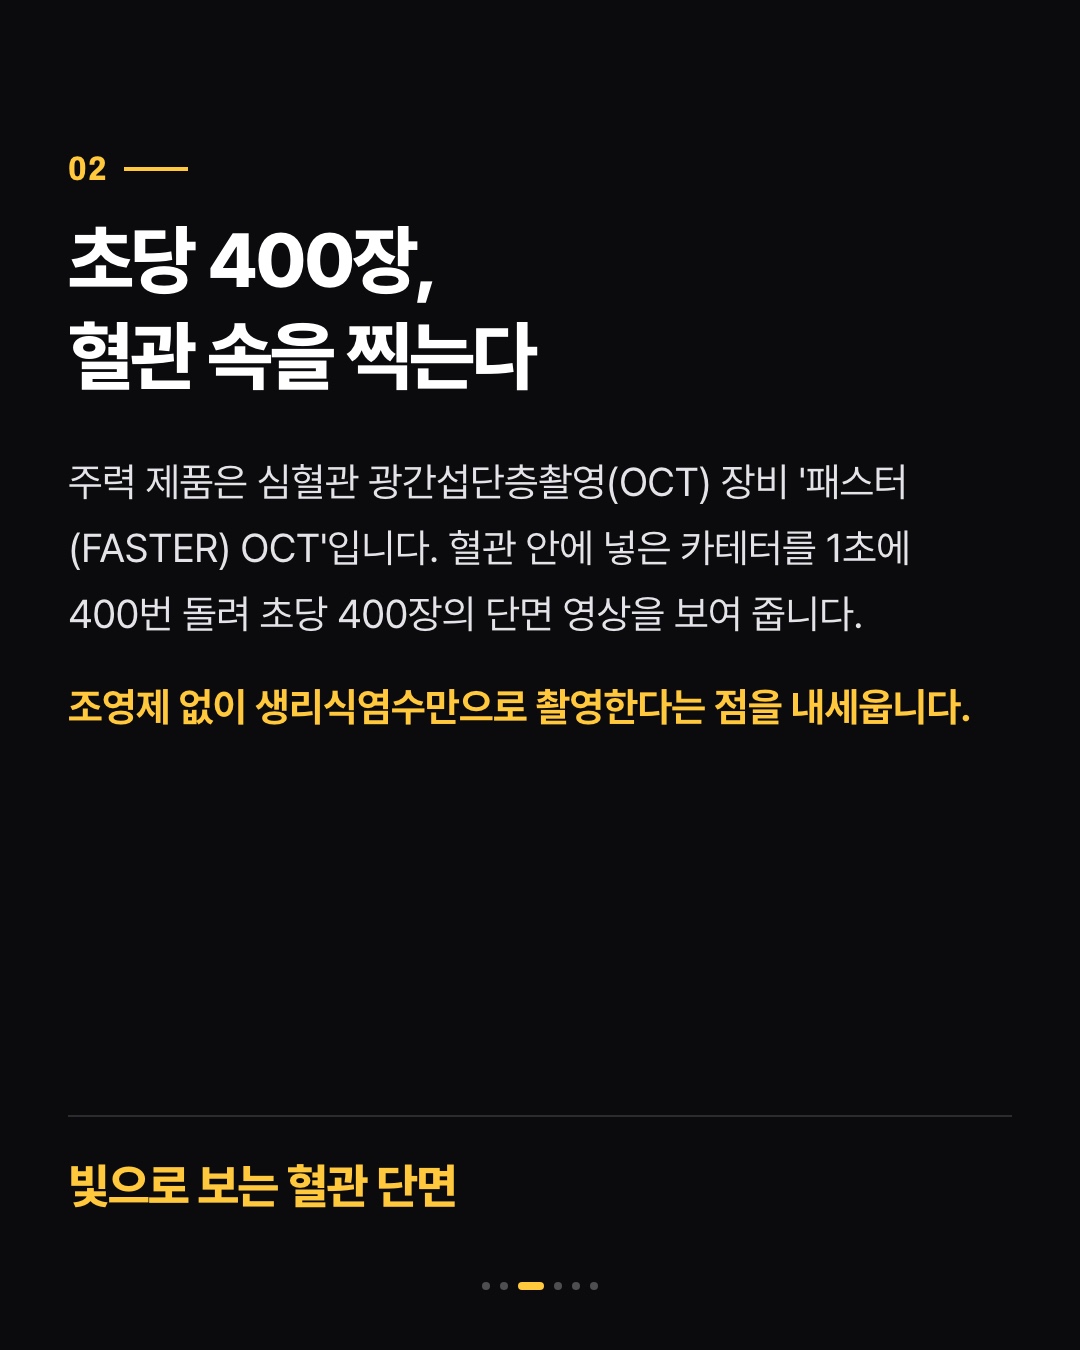 02
초당 400장,
혈관 속을 찍는다
주력 제품은 심혈관 광간섭단층촬영(OCT) 장비 '패스터
(FASTER) OCT'입니다. 혈관 안에 넣은 카테터를 1초에
400번 돌려 초당 400장의 단면 영상을 보여 줍니다.
조영제 없이 생리식염수만으로 촬영한다는 점을 내세웁니다.
빛으로 보는 혈관 단면